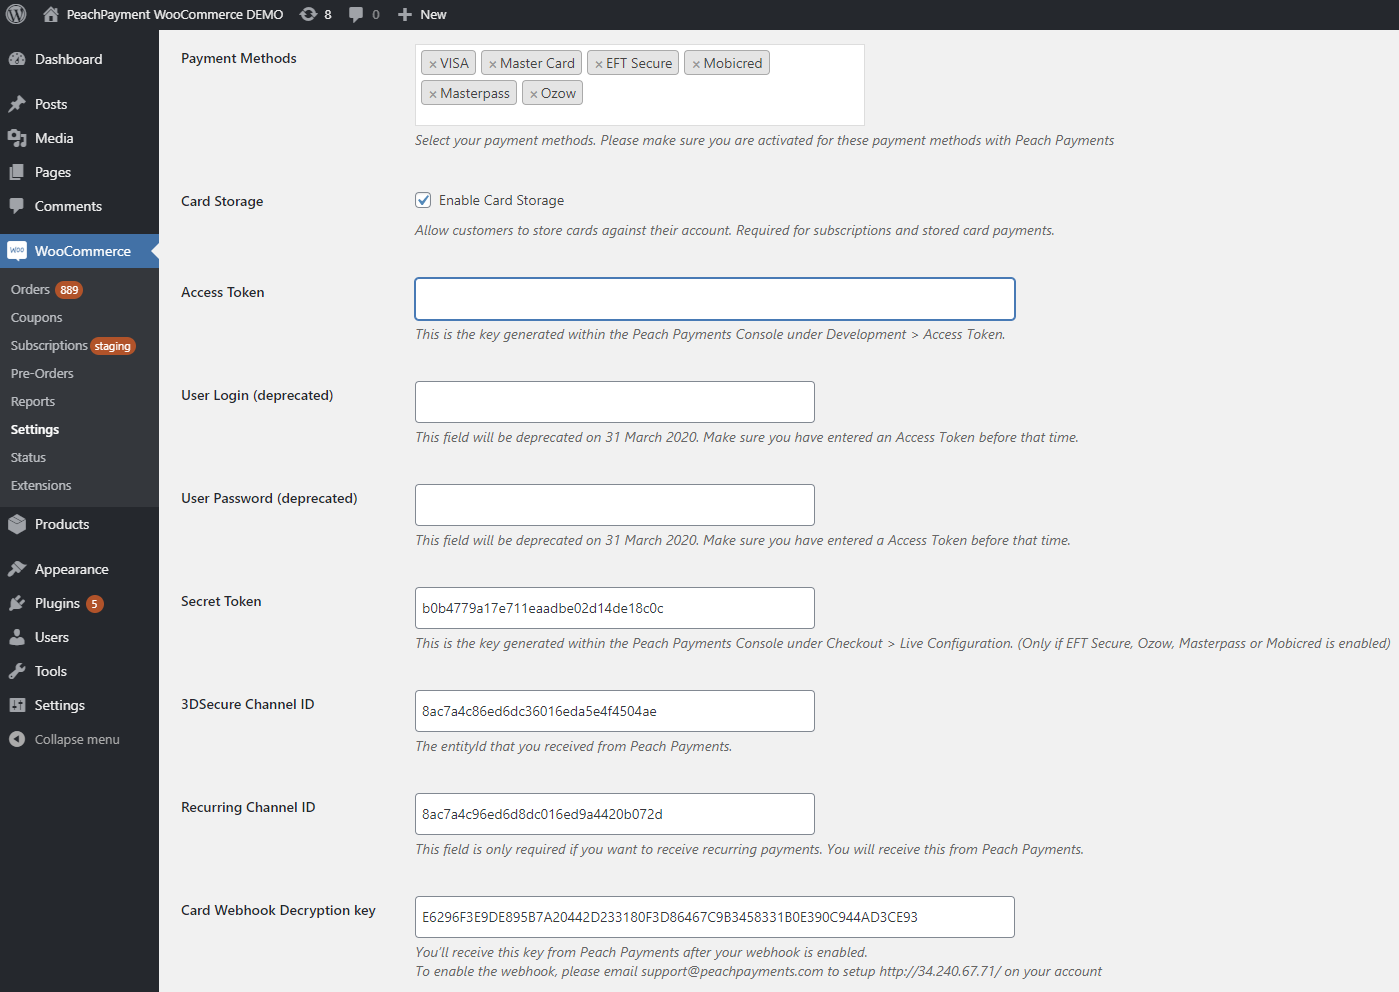 PeachPayment WooCommerce DEMO 8 0 New
Dashboard
Posts
Media
Pages
Comments
WooCommerce
Orders 889
Coupons
Subscriptions staging
Pre-Orders
Reports
Settings
Status
Extensions
Products
Appearance
Plugins 5
Users
Tools
Settings
Collapse menu
Payment Methods
× VISA × Master Card × EFT Secure × Mobicred
× Masterpass × Ozow
Select your payment methods. Please make sure you are activated for these payment methods with Peach Payments
Card Storage
Enable Card Storage
Allow customers to store cards against their account. Required for subscriptions and stored card payments.
Access Token
This is the key generated within the Peach Payments Console under Development > Access Token.
User Login (deprecated)
This field will be deprecated on 31 March 2020. Make sure you have entered an Access Token before that time.
User Password (deprecated)
This field will be deprecated on 31 March 2020. Make sure you have entered a Access Token before that time.
Secret Token
b0b4779a17e711eaadbe02d14de18c0c
This is the key generated within the Peach Payments Console under Checkout > Live Configuration. (Only if EFT Secure, Ozow, Masterpass or Mobicred is enabled)
3DSecure Channel ID
8ac7a4c86ed6dc36016eda5e4f4504ae
The entityId that you received from Peach Payments.
Recurring Channel ID
8ac7a4c96ed6d8dc016ed9a4420b072d
This field is only required if you want to receive recurring payments. You will receive this from Peach Payments.
Card Webhook Decryption key
E6296F3E9DE895B7A20442D233180F3D86467C9B3458331B0E390C944AD3CE93
You'll receive this key from Peach Payments after your webhook is enabled.
To enable the webhook, please email support@peachpayments.com to setup http://34.240.67.71/ on your account